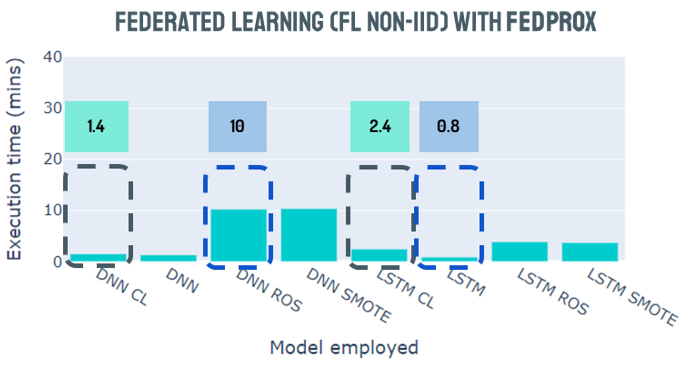 FEDERATED LEARNING (FL NON-IID) WITH FEDPROX
Execution time (mins)
40
30
20
10
0
1.4
10
2.4
0.8
DNN CL
DNN
DNN ROS
DNN SMOTE
LSTM CL
LSTM
LSTM ROS
LSTM SMOTE
Model employed